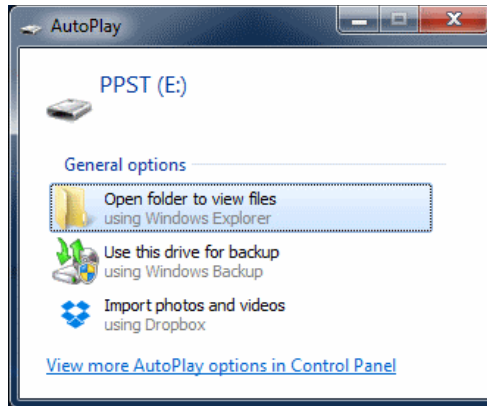 AutoPlay
PPST (E:)
General options
Open folder to view files
using Windows Explorer
Use this drive for backup
using Windows Backup
Import photos and videos
using Dropbox
View more AutoPlay options in Control Panel